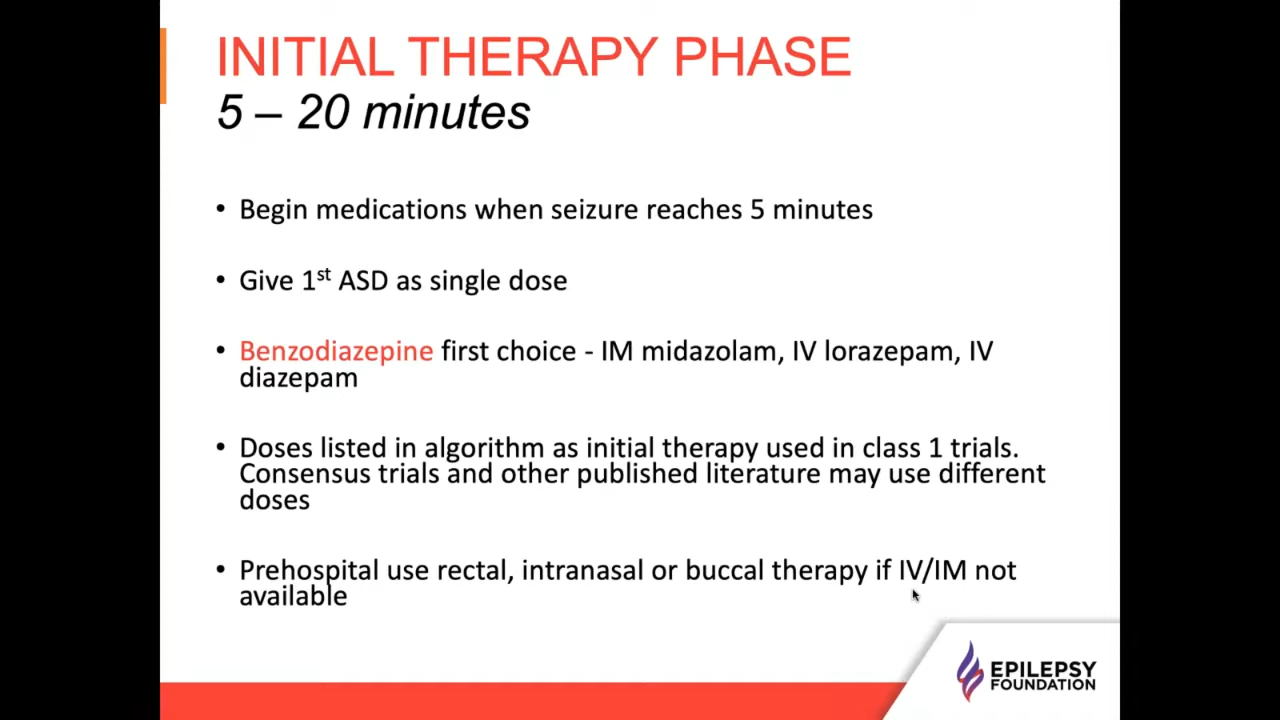 INITIAL THERAPY PHASE
5 – 20 minutes
• Begin medications when seizure reaches 5 minutes
• Give 1st ASD as single dose
• Benzodiazepine first choice - IM midazolam, IV lorazepam, IV
diazepam
• Doses listed in algorithm as initial therapy used in class 1 trials.
Consensus trials and other published literature may use different
doses
• Prehospital use rectal, intranasal or buccal therapy if IV/IM not
available
EPILEPSY
FOUNDATION